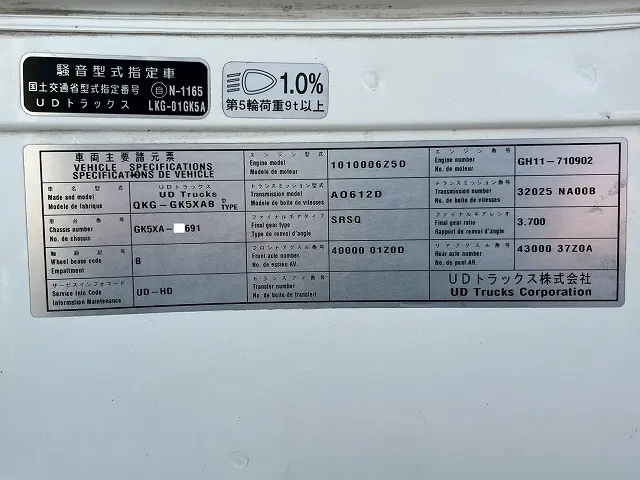 騒音型式指定車
国土交通省型式指定番号 自 N-1165
UDトラックス LKG-01GK5A
1.0%
第5輪荷重9t以上
車両主要諸元票
VEHICLE SPECIFICATIONS
SPECIFICATIONS DE VEHICLE
車名型式
Made and model
Modele de fabrique
UDトラックス
UD Trucks
QKG-GK5XAB TYPE
車台番号
Chassis number
No. de chassis
GK5XA- 691
軸距記号
Wheel base code
Empattiment
B
サービスインフォコード
Service Info Code
Information Maintenance
UD-HD
エンジン型式
Engine model
Modele de moteur
1010006Z5D
トランスミッション型式
Transmission model
Modele de boite de vitesses
AO612D
ファイナルギアタイプ
Final gear type
Type de renvoi d'angle
SRSQ
フロントアクスル番号
Front axle number
No. de essieu AV.
40000 01Z0D
トランスファ番号
Transfer number
No. de boite de transfert
エンジン番号
Engine number
No. de moteur
GH11-710902
トランスミッション番号
Transmission number
No. de boite de vitesses
32025 NA00B
ファイナルギアレシオ
Final gear ratio
Rapport de renvoi d'angle
3.700
リアアクスル番号
Rear axle number
No. de pont AR.
43000 37Z0A
UDトラックス株式会社
UD Trucks Corporation